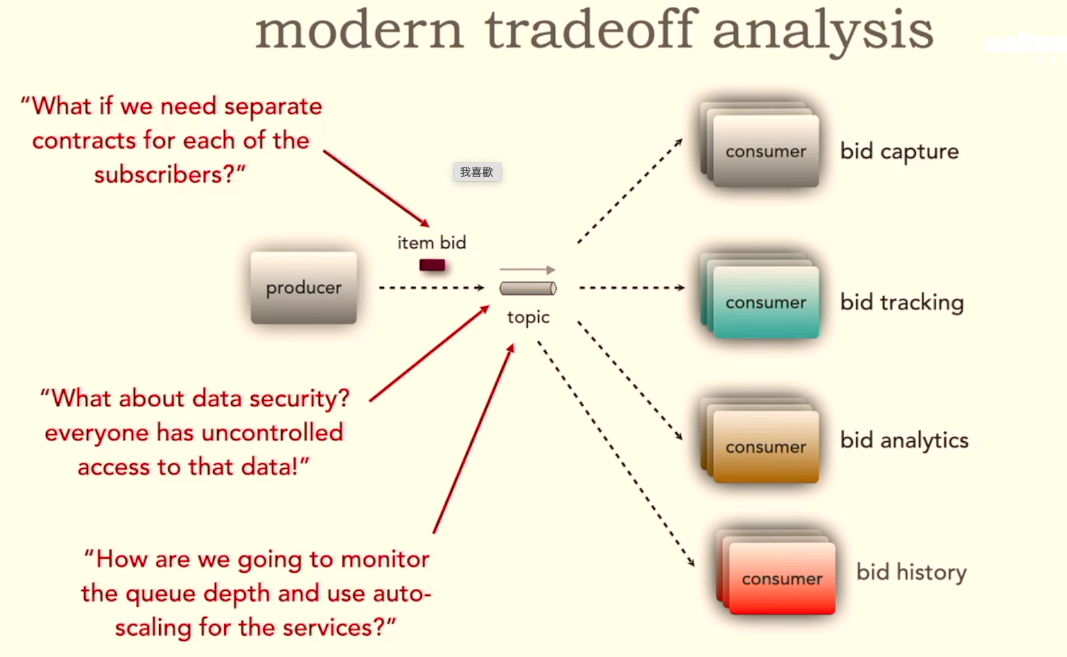 modern tradeoff analysis
“What if we need separate
contracts for each of the
subscribers?”
我喜歡
item bid
producer
topic
consumer
bid capture
consumer
bid tracking
consumer
bid analytics
consumer
bid history
“What about data security?
everyone has uncontrolled
access to that data!”
“How are we going to monitor
the queue depth and use auto-
scaling for the services?”